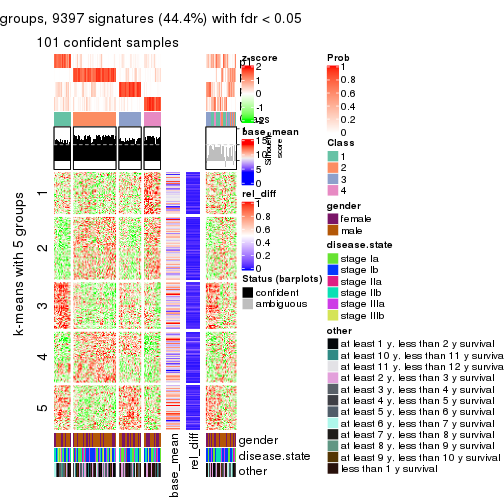 groups, 9397 signatures (44.4%) with fdr < 0.05
101 confident samples
z-score
2
1
0
-1
-2
base_mean
15
10
5
0
Silhouette
score
rel_diff
1
0.8
0.6
0.4
0.2
0
Status (barplots)
confident
ambiguous
Prob
1
0.8
0.6
0.4
0.2
0
Class
1
2
3
4
gender
female
male
disease.state
stage Ia
stage Ib
stage IIa
stage IIb
stage IIIa
stage IIIb
other
at least 1 y. less than 2 y survival
at least 10 y. less than 11 y survival
at least 11 y. less than 12 y survival
at least 2 y. less than 3 y survival
at least 3 y. less than 4 y survival
at least 4 y. less than 5 y survival
at least 5 y. less than 6 y survival
at least 6 y. less than 7 y survival
at least 7 y. less than 8 y survival
at least 8 y. less than 9 y survival
at least 9 y. less than 10 y survival
less than 1 y survival
k-means with 5 groups
1
2
3
4
5
gender
disease.state
other
base_mean
rel_diff